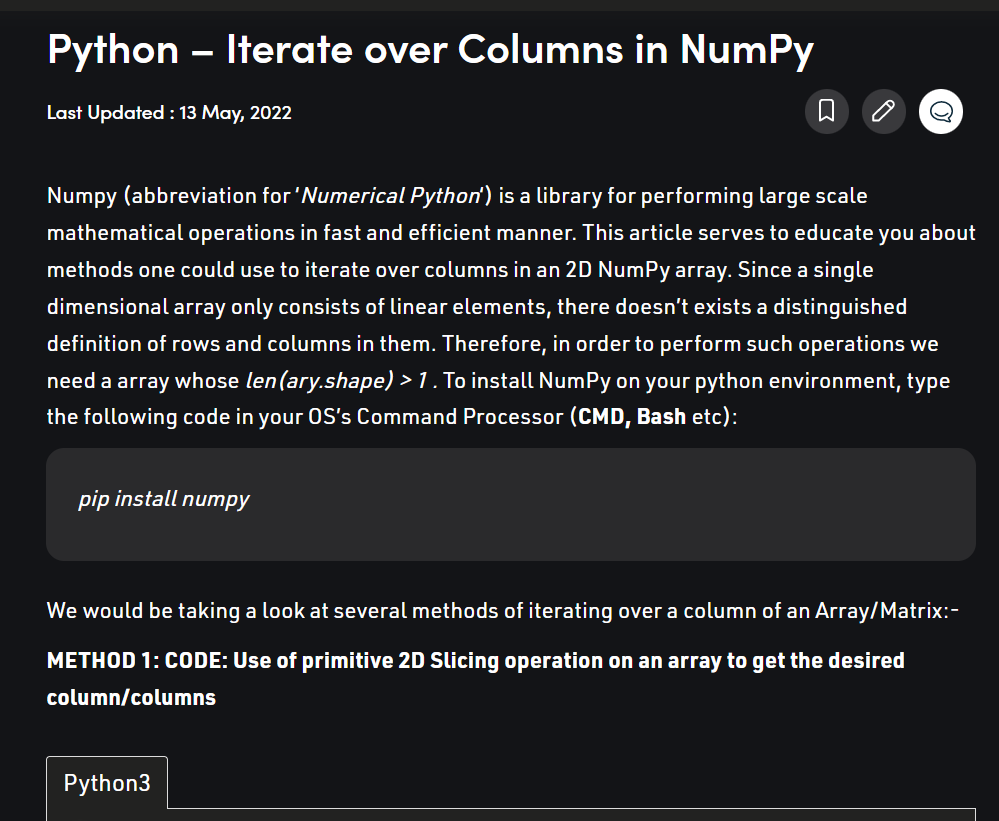 Python – Iterate over Columns in NumPy
Last Updated : 13 May, 2022
Numpy (abbreviation for 'Numerical Python') is a library for performing large scale
mathematical operations in fast and efficient manner. This article serves to educate you about
methods one could use to iterate over columns in an 2D NumPy array. Since a single
dimensional array only consists of linear elements, there doesn’t exists a distinguished
definition of rows and columns in them. Therefore, in order to perform such operations we
need a array whose len(ary.shape) > 1 . To install NumPy on your python environment, type
the following code in your OS’s Command Processor (CMD, Bash etc):
pip install numpy
We would be taking a look at several methods of iterating over a column of an Array/Matrix:-
METHOD 1: CODE: Use of primitive 2D Slicing operation on an array to get the desired
column/columns
Python3